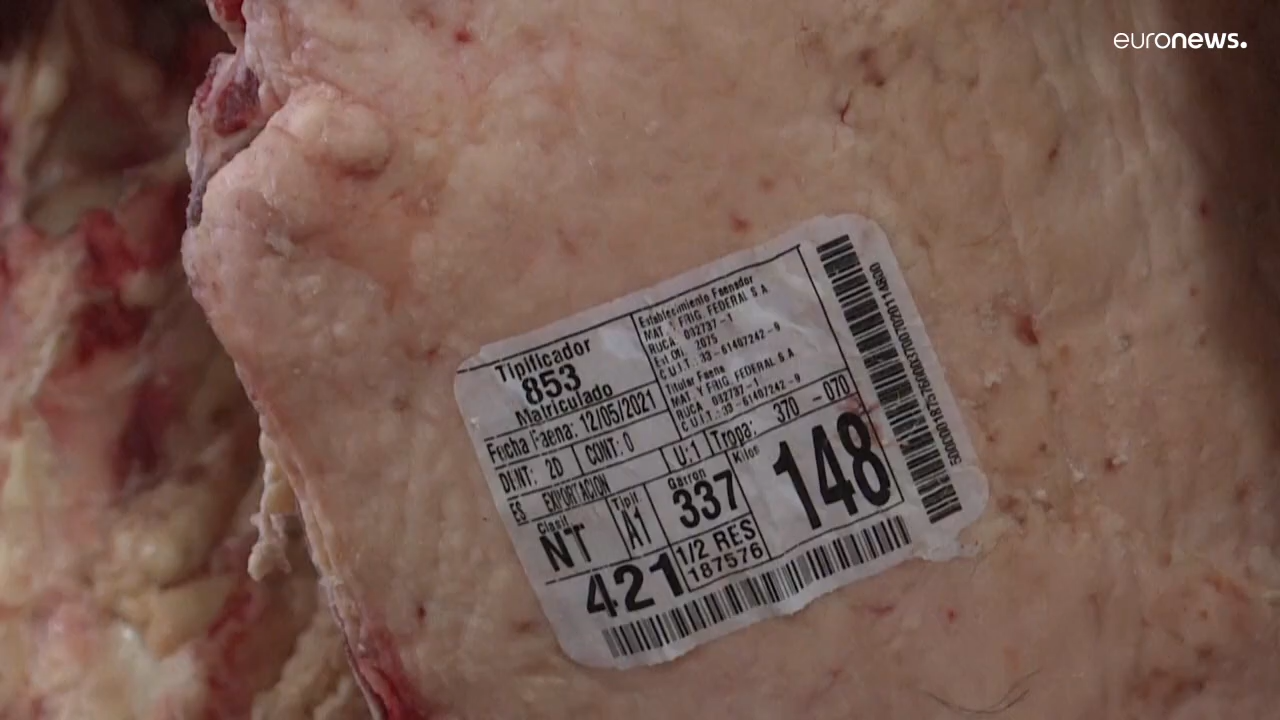 euronews.
Tipificador
853
Matriculado
Fecha Faena: 12/05/2021
DENT: 2D CONT: 0
U:1 Tropa: 370 - 070
ES EXPORTACION
Clasif NT
Tipif. A1
Garron 337
Kilos 148
421
1/2 RES
187576
Establecimiento Faenador
MAT. Y FRIG. FEDERAL S.A
RUCA 032737-1
Est Ofi. 2075
C.U.I.T.: 33-61407242-9
Titular Faena
MAT. Y FRIG. FEDERAL S.A
RUCA 032737-1
C.U.I.T.: 33-61407242-9